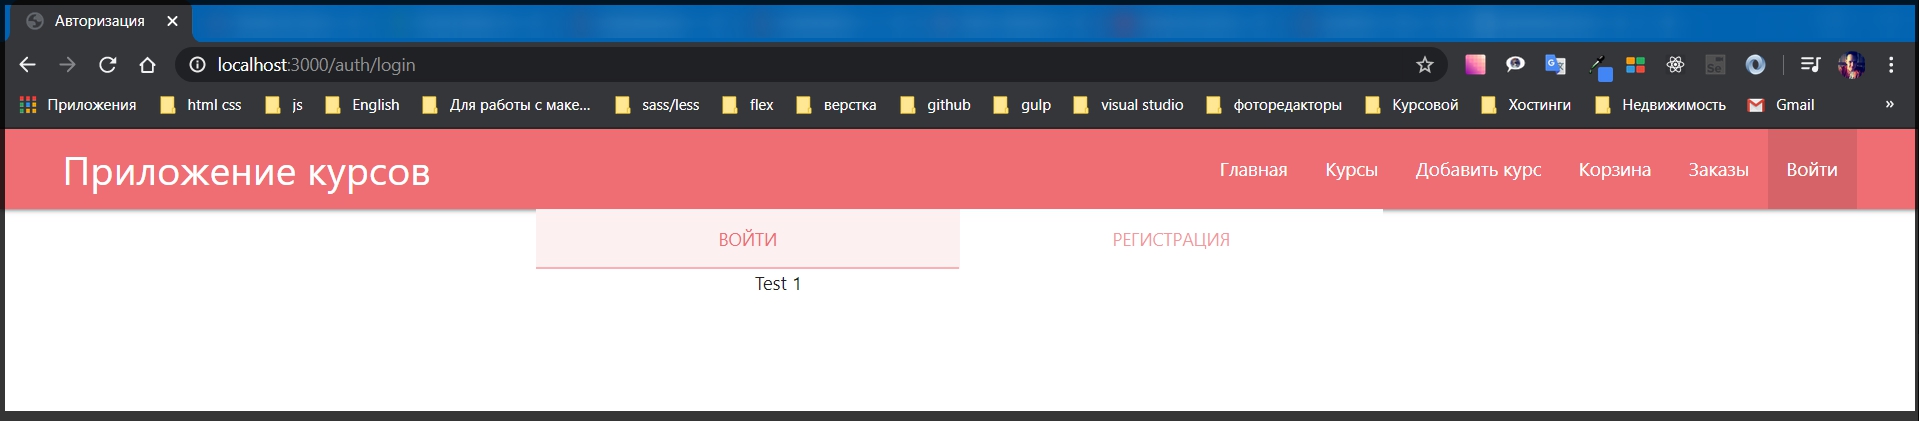 Авторизация
localhost:3000/auth/login
Приложения html css js English Для работы с маке... sass/less flex верстка github gulp visual studio фоторедакторы Курсовой Хостинги Недвижимость Gmail »
Приложение курсов Главная Курсы Добавить курс Корзина Заказы Войти
ВОЙТИ РЕГИСТРАЦИЯ
Test 1